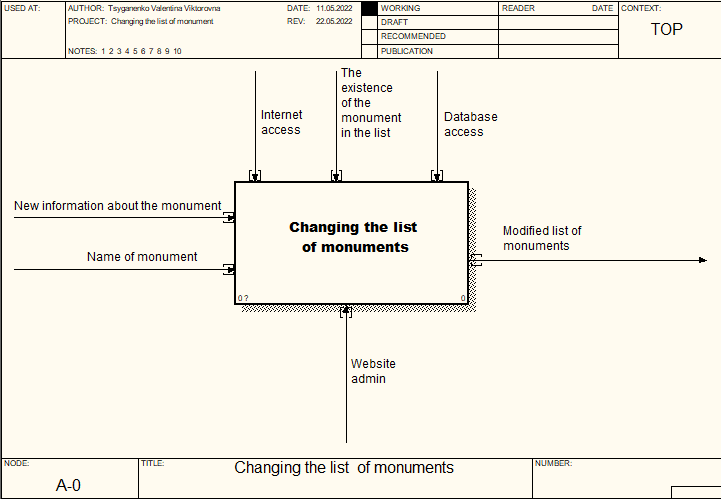 USED AT:
AUTHOR: Tsyganenko Valentina Viktorovna
DATE: 11.05.2022
PROJECT: Changing the list of monument
REV: 22.05.2022
NOTES: 1 2 3 4 5 6 7 8 9 10
WORKING
DRAFT
RECOMMENDED
PUBLICATION
READER
DATE
CONTEXT:
TOP
Internet
access
The
existence
of the
monument
in the list
Database
access
New information about the monument
Name of monument
Changing the list
of monuments
0 ?
0
Modified list of
monuments
Website
admin
NODE:
A-0
TITLE:
Changing the list of monuments
NUMBER: